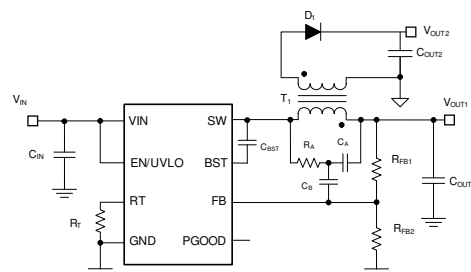 D1
VOUT2
COUT2
T1
VIN
VOUT1
VIN
SW
CIN
CBST
RA
CA
RFB1
COUT
EN/UVLO
BST
CB
RT
FB
RT
GND
PGOOD
RFB2